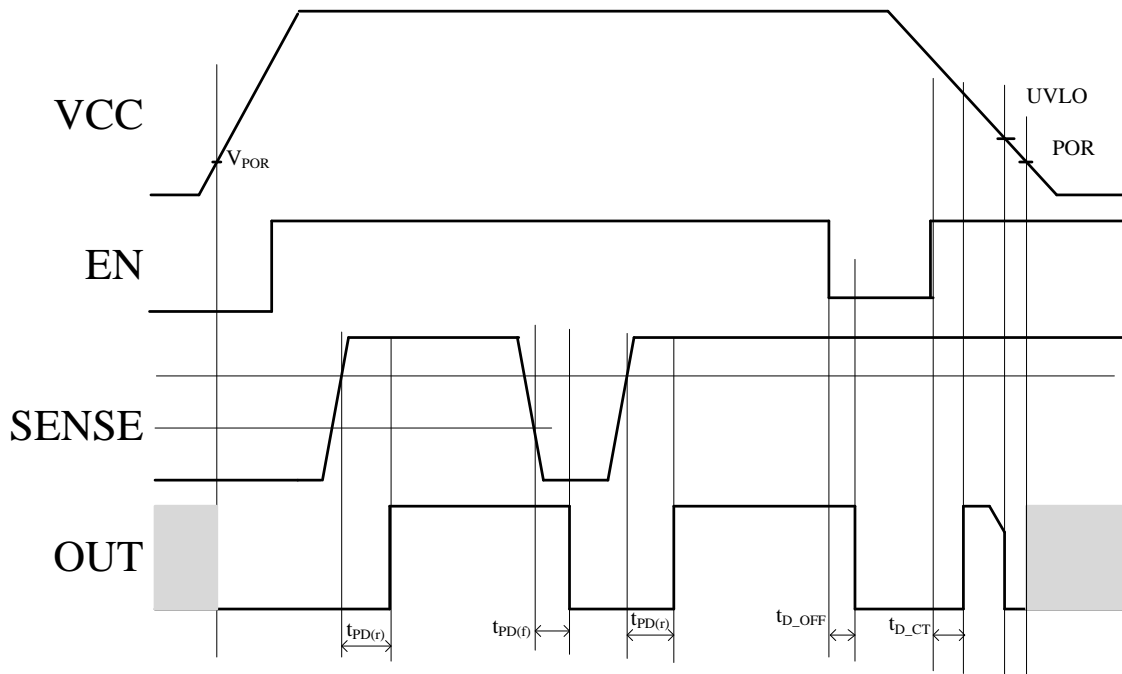 UVLO
VCC
V_POR
POR
EN
SENSE
OUT
t_PD(r)
t_PD(f)
t_PD(r)
t_D_OFF
t_D_CT